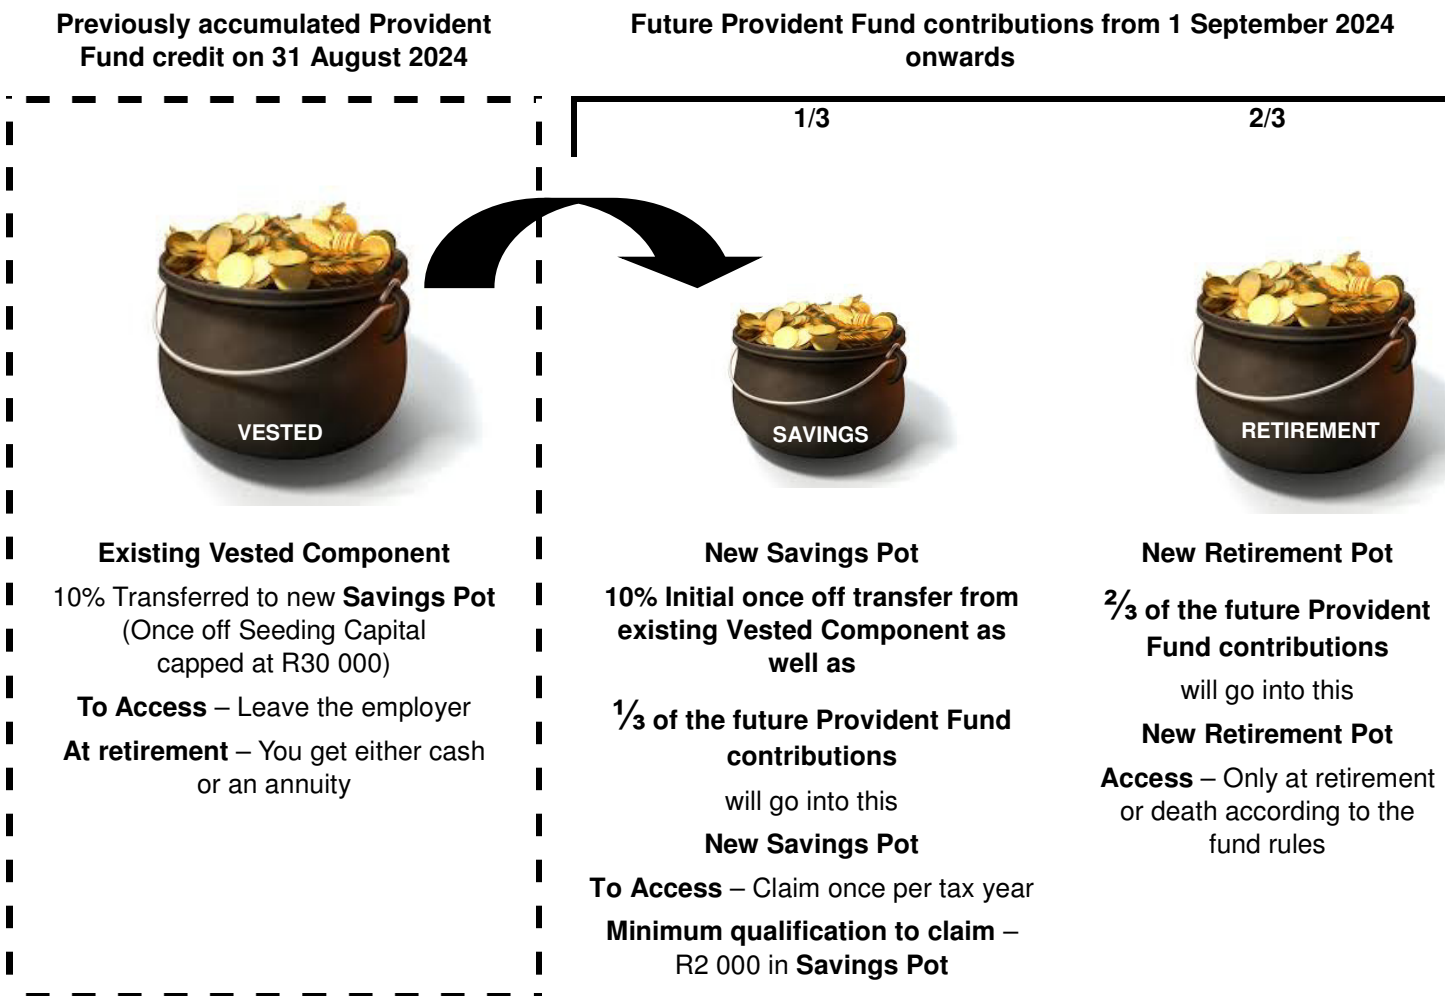 Previously accumulated Provident
Fund credit on 31 August 2024
Future Provident Fund contributions from 1 September 2024
onwards
1/3
2/3
VESTED
SAVINGS
RETIREMENT
Existing Vested Component
10% Transferred to new Savings Pot
(Once off Seeding Capital
capped at R30 000)
To Access – Leave the employer
At retirement – You get either cash
or an annuity
New Savings Pot
10% Initial once off transfer from
existing Vested Component as
well as
⅓ of the future Provident Fund
contributions
will go into this
New Savings Pot
To Access – Claim once per tax year
Minimum qualification to claim –
R2 000 in Savings Pot
New Retirement Pot
⅔ of the future Provident
Fund contributions
will go into this
New Retirement Pot
Access – Only at retirement
or death according to the
fund rules